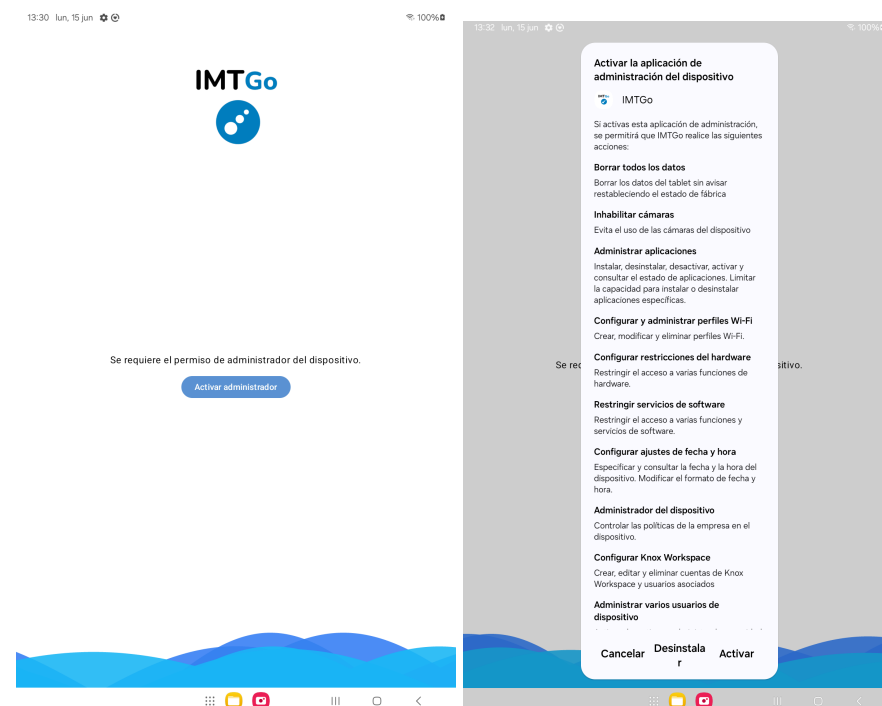 13:30 lun, 15 jun
100%
IMTGo
Se requiere el permiso de administrador del dispositivo.
Activar administrador
13:32 lun, 15 jun
100%
Activar la aplicación de
administración del dispositivo
IMTGo
Si activas esta aplicación de administración,
se permitirá que IMTGo realice las siguientes
acciones:
Borrar todos los datos
Borrar los datos del tablet sin avisar
restableciendo el estado de fábrica
Inhabilitar cámaras
Evita el uso de las cámaras del dispositivo
Administrar aplicaciones
Instalar, desinstalar, desactivar, activar y
consultar el estado de aplicaciones. Limitar
la capacidad para instalar o desinstalar
aplicaciones específicas.
Configurar y administrar perfiles Wi-Fi
Crear, modificar y eliminar perfiles Wi-Fi.
Configurar restricciones del hardware
Se req
sitivo.
Restringir el acceso a varias funciones de
hardware.
Restringir servicios de software
Restringir el acceso a varias funciones y
servicios de software.
Configurar ajustes de fecha y hora
Especificar y consultar la fecha y la hora del
dispositivo. Modificar el formato de fecha y
hora.
Administrador del dispositivo
Controlar las políticas de la empresa en el
dispositivo.
Configurar Knox Workspace
Crear, editar y eliminar cuentas de Knox
Workspace y usuarios asociados
Administrar varios usuarios de
dispositivo
Cancelar Desinstala
r Activar